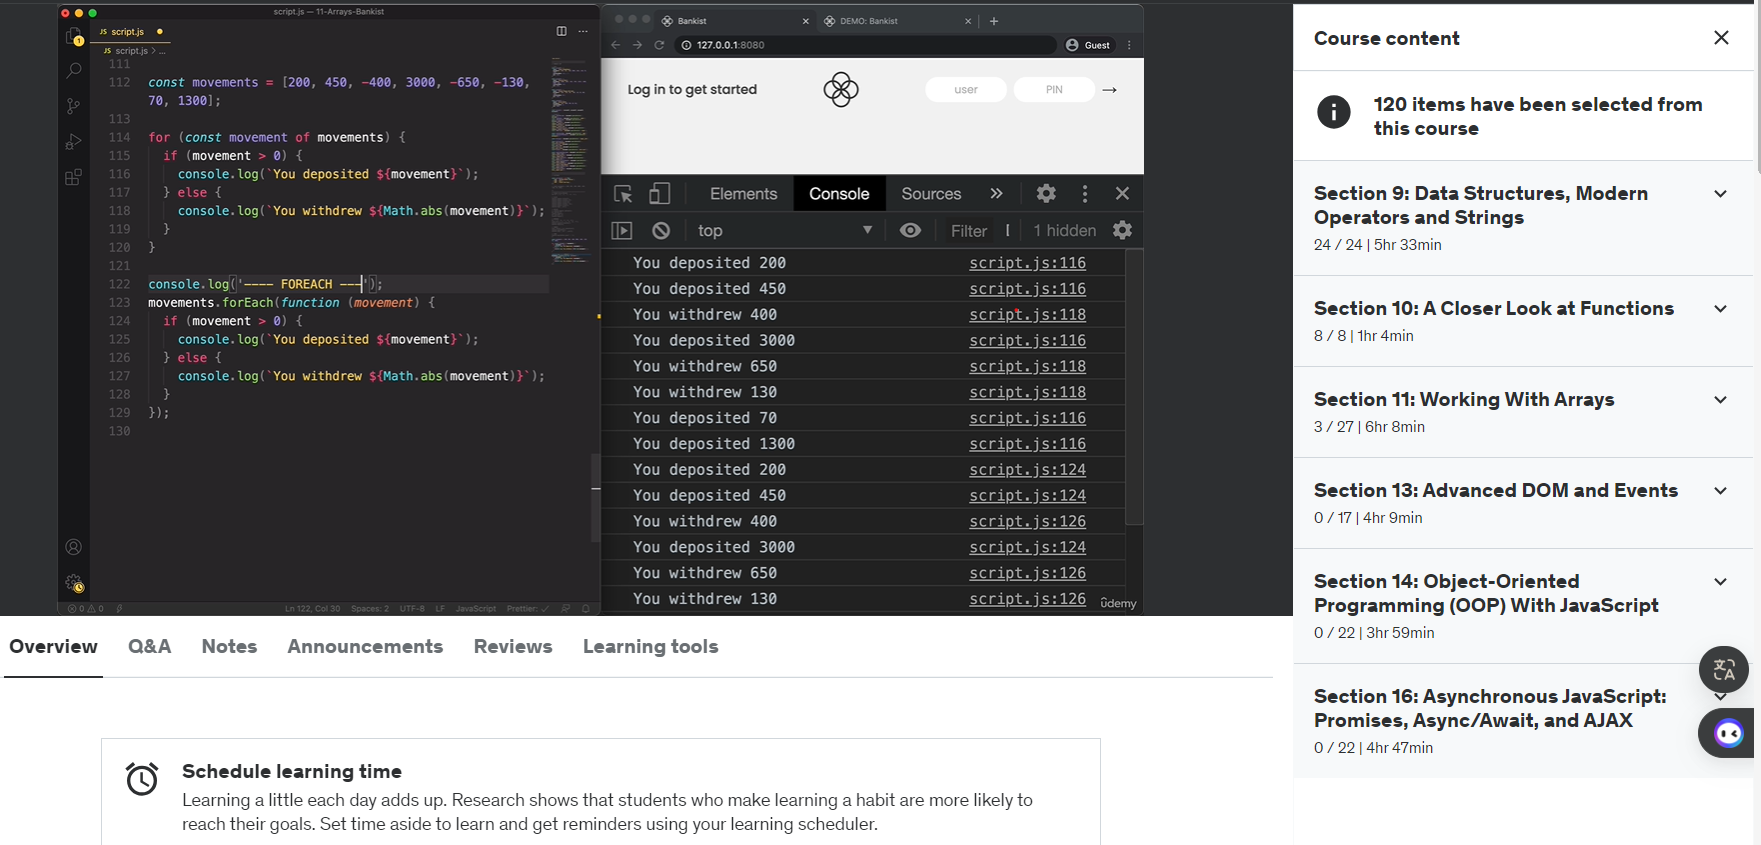 script.js — 11-Arrays-Bankist
JS script.js
JS script.js > ...
111
112 const movements = [200, 450, -400, 3000, -650, -130,
70, 1300];
113
114 for (const movement of movements) {
115 if (movement > 0) {
116 console.log(`You deposited ${movement}`);
117 } else {
118 console.log(`You withdrew ${Math.abs(movement)}`);
119 }
120 }
121
122 console.log('---- FOREACH ---');
123 movements.forEach(function (movement) {
124 if (movement > 0) {
125 console.log(`You deposited ${movement}`);
126 } else {
127 console.log(`You withdrew ${Math.abs(movement)}`);
128 }
129 });
130
1
0 0
Ln 122, Col 30 Spaces: 2 UTF-8 LF JavaScript Prettier: ✓
Bankist
DEMO: Bankist
127.0.0.1:8080
Guest
Log in to get started
user
PIN
→
Elements Console Sources »
top Filter 1 hidden
You deposited 200 script.js:116
You deposited 450 script.js:116
You withdrew 400 script.js:118
You deposited 3000 script.js:116
You withdrew 650 script.js:118
You withdrew 130 script.js:118
You deposited 70 script.js:116
You deposited 1300 script.js:116
You deposited 200 script.js:124
You deposited 450 script.js:124
You withdrew 400 script.js:126
You deposited 3000 script.js:124
You withdrew 650 script.js:126
You withdrew 130 script.js:126
ûdemy
Overview Q&A Notes Announcements Reviews Learning tools
Schedule learning time
Learning a little each day adds up. Research shows that students who make learning a habit are more likely to
reach their goals. Set time aside to learn and get reminders using your learning scheduler.
Course content
120 items have been selected from
this course
Section 9: Data Structures, Modern
Operators and Strings
24 / 24 | 5hr 33min
Section 10: A Closer Look at Functions
8 / 8 | 1hr 4min
Section 11: Working With Arrays
3 / 27 | 6hr 8min
Section 13: Advanced DOM and Events
0 / 17 | 4hr 9min
Section 14: Object-Oriented
Programming (OOP) With JavaScript
0 / 22 | 3hr 59min
Section 16: Asynchronous JavaScript:
Promises, Async/Await, and AJAX
0 / 22 | 4hr 47min